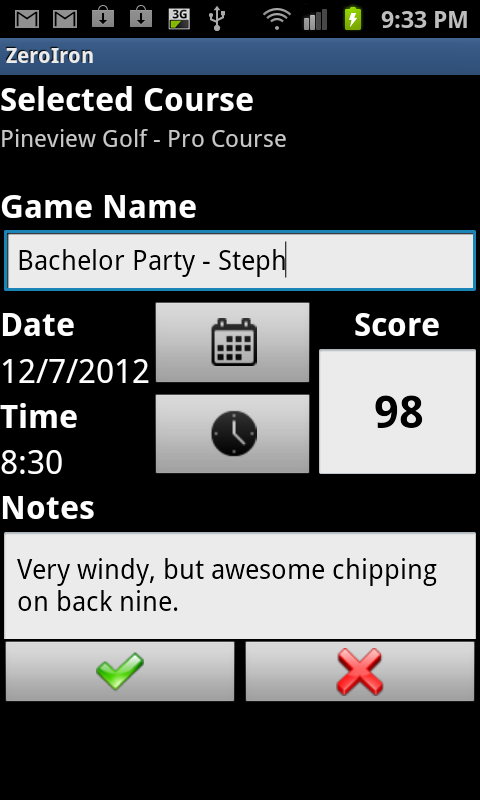 3G
9:33 PM
ZeroIron
Selected Course
Pineview Golf - Pro Course
Game Name
Bachelor Party - Steph
Date
12/7/2012
Time
8:30
Score
98
Notes
Very windy, but awesome chipping
on back nine.